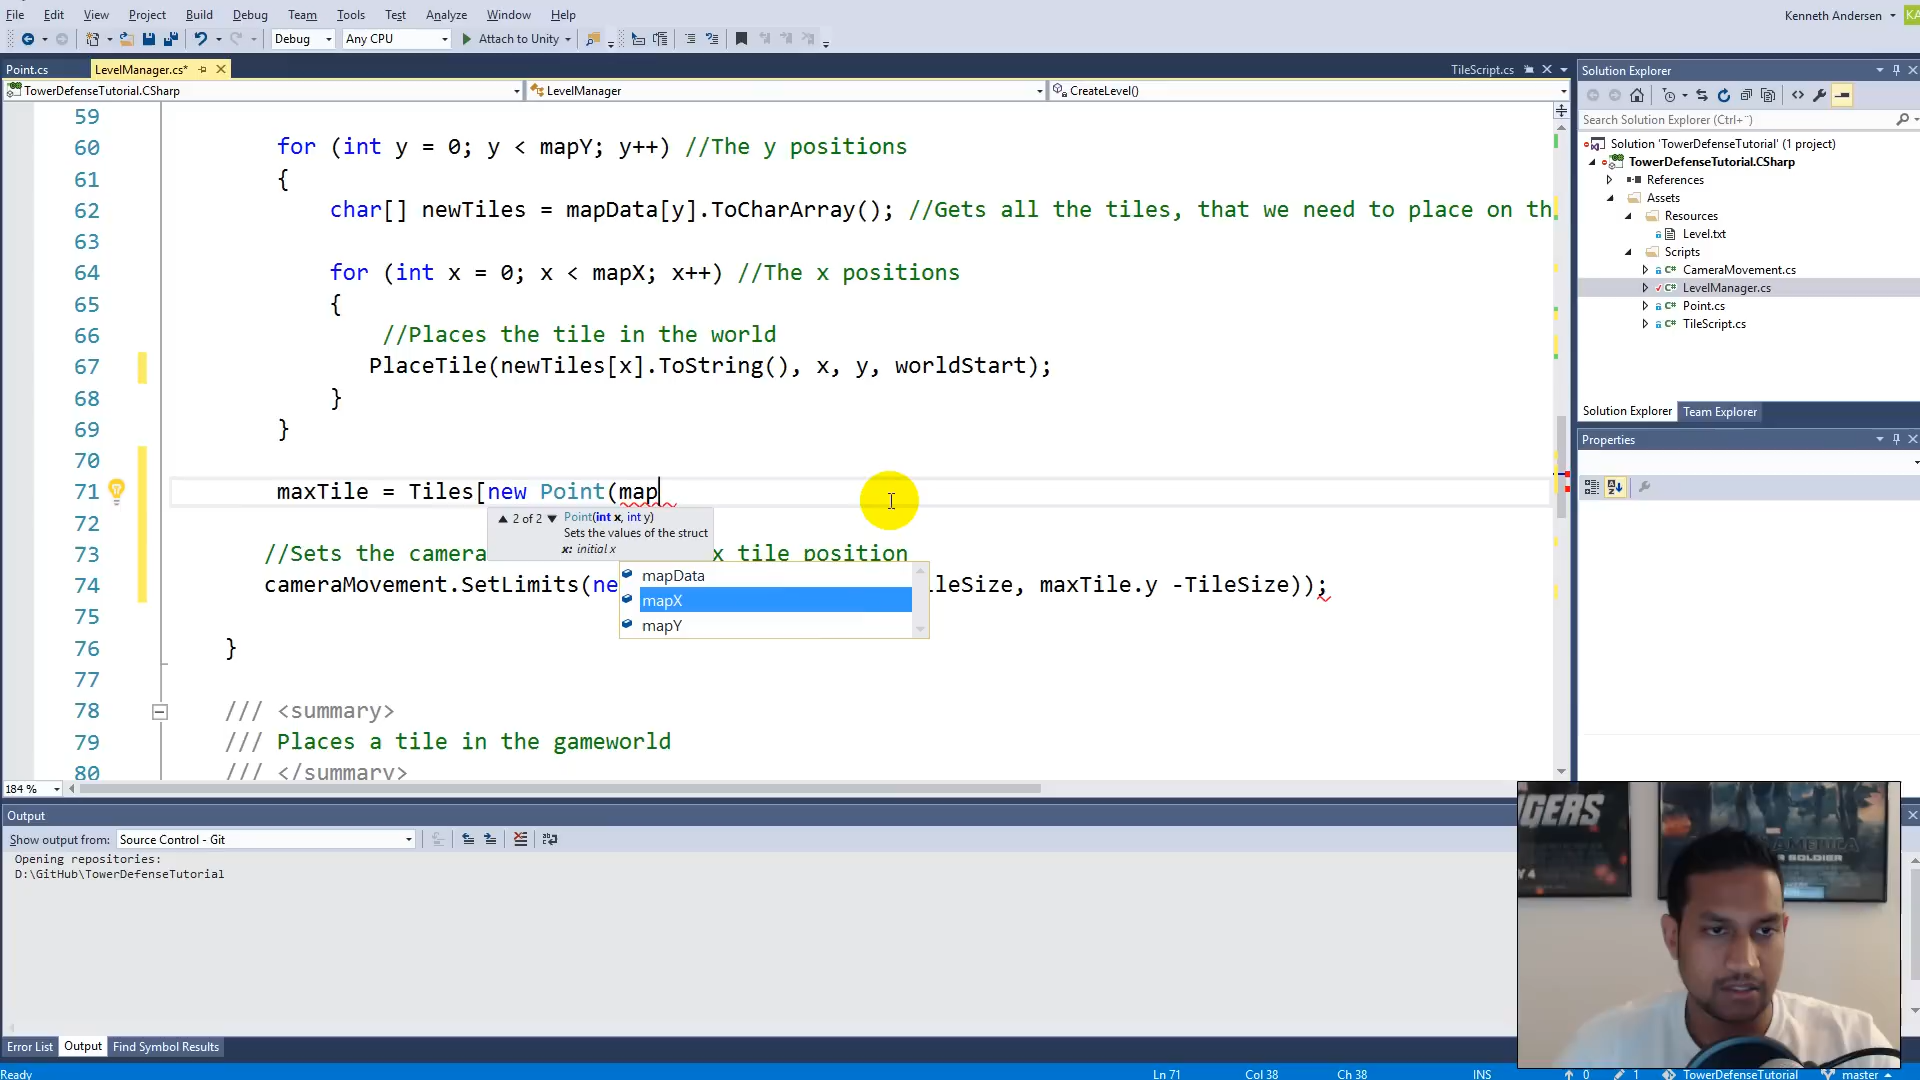 File Edit View Project Build Debug Team Tools Test Analyze Window Help
Kenneth Andersen KA
Debug Any CPU Attach to Unity
Point.cs LevelManager.cs* TileScript.cs
TowerDefenseTutorial.CSharp LevelManager CreateLevel()
59
60 for (int y = 0; y < mapY; y++) //The y positions
61 {
62 char[] newTiles = mapData[y].ToCharArray(); //Gets all the tiles, that we need to place on th
63
64 for (int x = 0; x < mapX; x++) //The x positions
65 {
66 //Places the tile in the world
67 PlaceTile(newTiles[x].ToString(), x, y, worldStart);
68 }
69 }
70
71 maxTile = Tiles[new Point(map
72
2 of 2 Point(int x, int y)
Sets the values of the struct
x: initial x
73 //Sets the camera x tile position
mapData
mapX
mapY
74 cameraMovement.SetLimits(ne leSize, maxTile.y -TileSize));
75
76 }
77
78 /// <summary>
79 /// Places a tile in the gameworld
80 /// </summary>
184 %
Solution Explorer
Search Solution Explorer (Ctrl+¨)
Solution 'TowerDefenseTutorial' (1 project)
TowerDefenseTutorial.CSharp
References
Assets
Resources
Level.txt
Scripts
CameraMovement.cs
LevelManager.cs
Point.cs
TileScript.cs
Solution Explorer Team Explorer
Properties
Output
Show output from: Source Control - Git
Opening repositories:
D:\GitHub\TowerDefenseTutorial
Error List Output Find Symbol Results
Ready Ln 71 Col 38 Ch 38 INS 0 1 TowerDefenseTutorial master